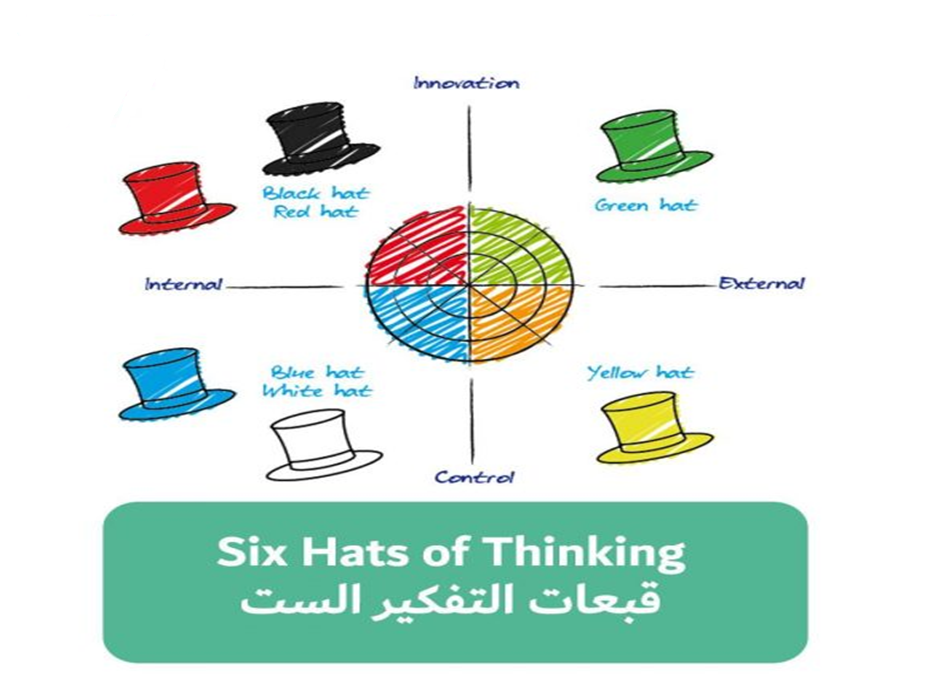 Innovation
Black hat
Red hat
Green hat
Internal
External
Blue hat
White hat
Yellow hat
Control
Six Hats of Thinking
قبعات التفكير الست